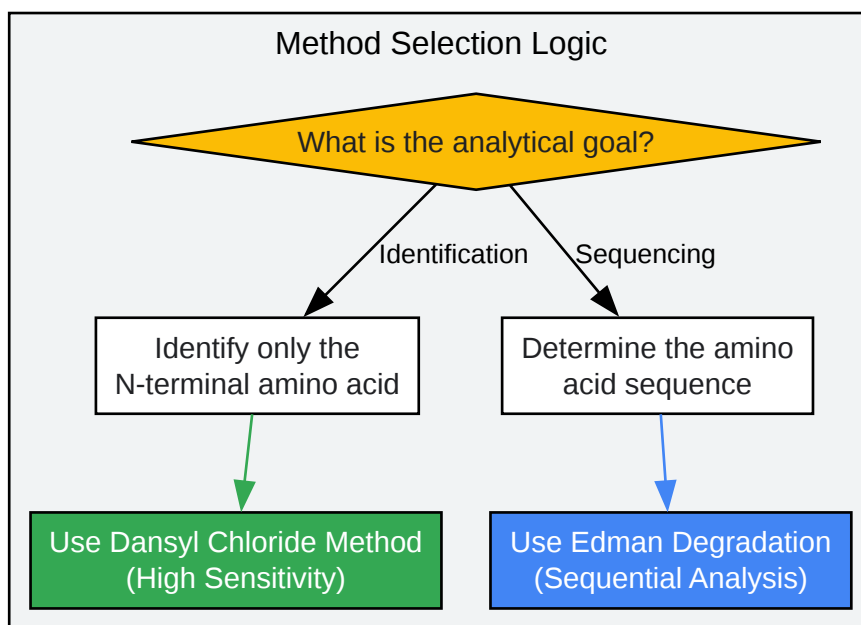 Method Selection Logic
What is the analytical goal?
Identification
Sequencing
Identify only the
N-terminal amino acid
Determine the amino
acid sequence
Use Dansyl Chloride Method
(High Sensitivity)
Use Edman Degradation
(Sequential Analysis)